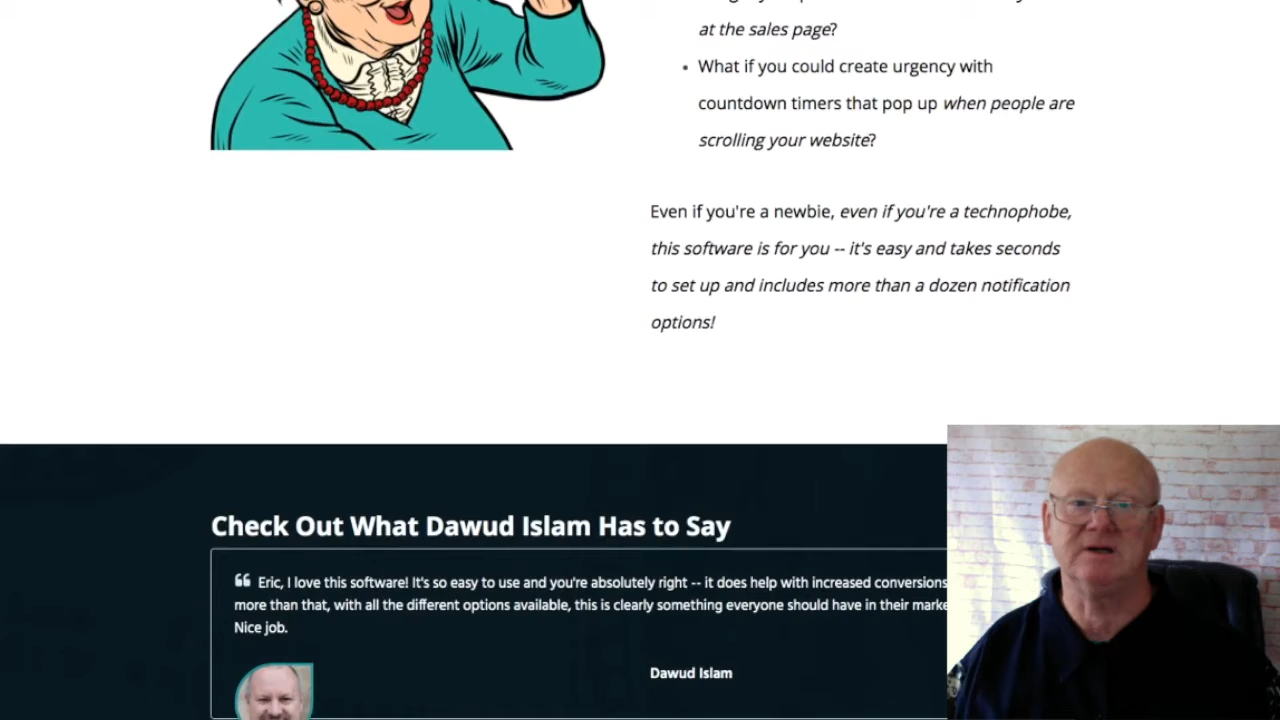 at the sales page?
• What if you could create urgency with
countdown timers that pop up when people are
scrolling your website?
Even if you're a newbie, even if you're a technophobe,
this software is for you -- it's easy and takes seconds
to set up and includes more than a dozen notification
options!
Check Out What Dawud Islam Has to Say
❝ Eric, I love this software! It's so easy to use and you're absolutely right -- it does help with increased conversions
more than that, with all the different options available, this is clearly something everyone should have in their
Nice job.
Dawud Islam